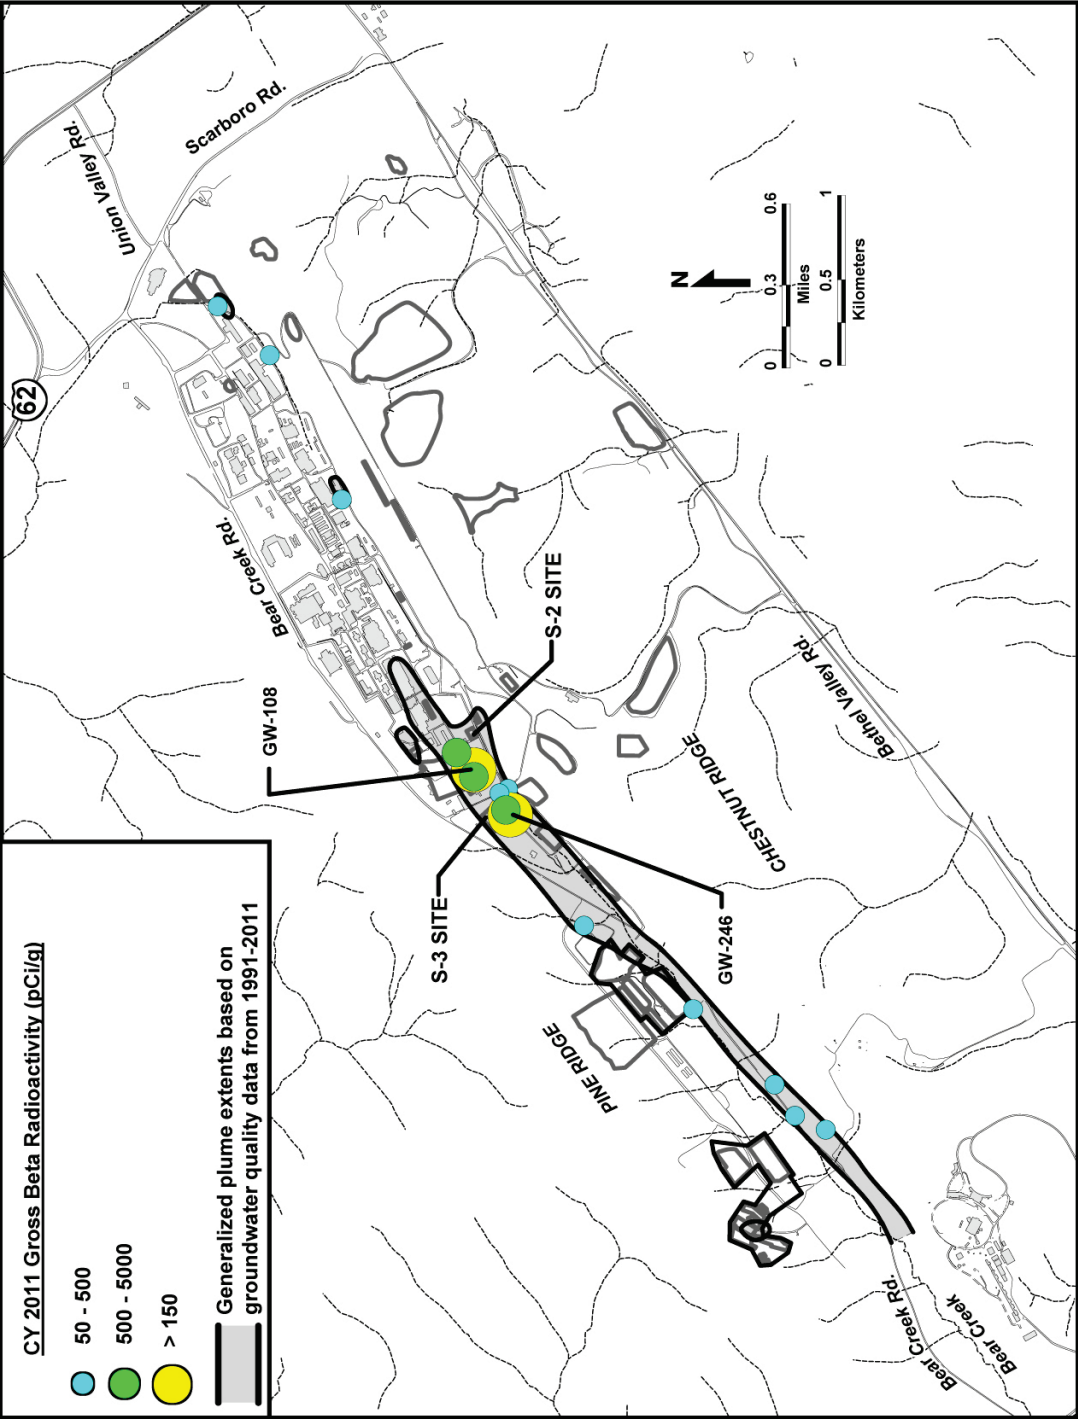 CY 2011 Gross Beta Radioactivity (pCi/g)
50 - 500
500 - 5000
> 150
Generalized plume extents based on
groundwater quality data from 1991-2011
62
Scarboro Rd.
Union Valley Rd.
Bear Creek Rd.
GW-108
S-2 SITE
S-3 SITE
GW-246
PINE RIDGE
CHESTNUT RIDGE
Bethel Valley Rd.
Bear Creek Rd.
Bear Creek
N
0 0.3 0.6
Miles
0 0.5 1
Kilometers